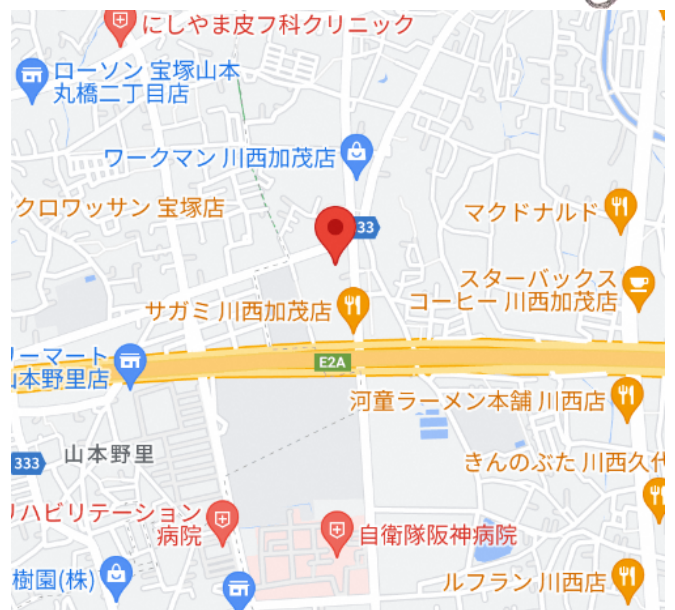 にしやま皮フ科クリニック
ローソン 宝塚山本
丸橋二丁目店
ワークマン 川西加茂店
クロワッサン 宝塚店
マクドナルド
33
スターバックス
コーヒー 川西加茂店
サガミ 川西加茂店
リーマート
山本野里店
E2A
河童ラーメン本舗 川西店
山本野里
333
きんのぶた 川西久代
リハビリテーション
病院
自衛隊阪神病院
樹園(株)
ルフラン 川西店